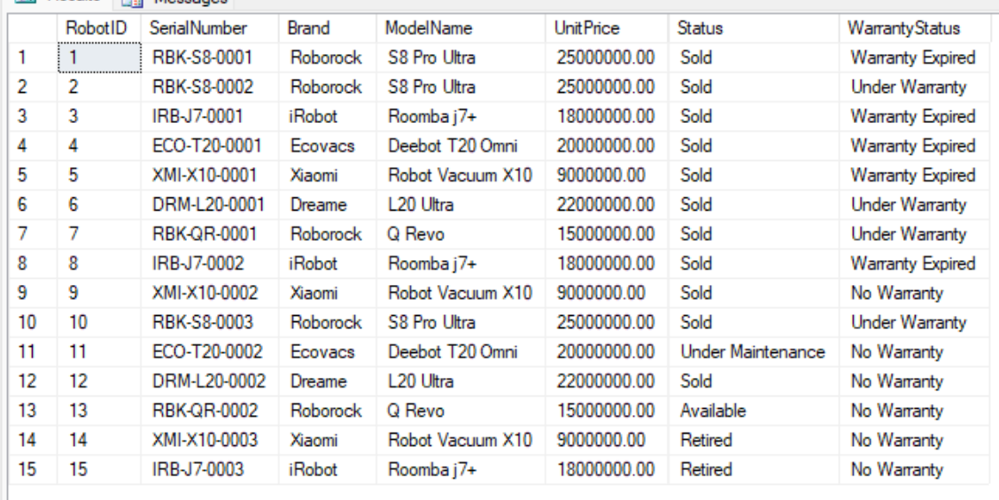 Results Messages
RobotID SerialNumber Brand ModelName UnitPrice Status WarrantyStatus
1 1 RBK-S8-0001 Roborock S8 Pro Ultra 25000000.00 Sold Warranty Expired
2 2 RBK-S8-0002 Roborock S8 Pro Ultra 25000000.00 Sold Under Warranty
3 3 IRB-J7-0001 iRobot Roomba j7+ 18000000.00 Sold Warranty Expired
4 4 ECO-T20-0001 Ecovacs Deebot T20 Omni 20000000.00 Sold Warranty Expired
5 5 XMI-X10-0001 Xiaomi Robot Vacuum X10 9000000.00 Sold Warranty Expired
6 6 DRM-L20-0001 Dreame L20 Ultra 22000000.00 Sold Under Warranty
7 7 RBK-QR-0001 Roborock Q Revo 15000000.00 Sold Under Warranty
8 8 IRB-J7-0002 iRobot Roomba j7+ 18000000.00 Sold Warranty Expired
9 9 XMI-X10-0002 Xiaomi Robot Vacuum X10 9000000.00 Sold No Warranty
10 10 RBK-S8-0003 Roborock S8 Pro Ultra 25000000.00 Sold Under Warranty
11 11 ECO-T20-0002 Ecovacs Deebot T20 Omni 20000000.00 Under Maintenance No Warranty
12 12 DRM-L20-0002 Dreame L20 Ultra 22000000.00 Sold No Warranty
13 13 RBK-QR-0002 Roborock Q Revo 15000000.00 Available No Warranty
14 14 XMI-X10-0003 Xiaomi Robot Vacuum X10 9000000.00 Retired No Warranty
15 15 IRB-J7-0003 iRobot Roomba j7+ 18000000.00 Retired No Warranty